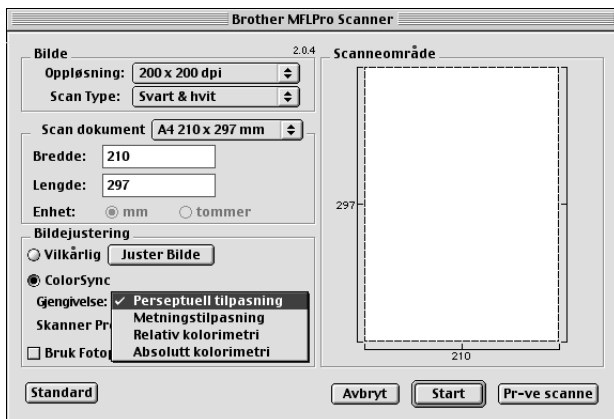 Brother MFLPro Scanner
Bilde
2.0.4
Oppløsning: 200 x 200 dpi
Scan Type: Svart & hvit
Scan dokument A4 210 x 297 mm
Bredde: 210
Lengde: 297
Enhet: mm tommer
Bildejustering
Vilkårlig Juster Bilde
ColorSync
Gjengivelse: ✓ Perseptuell tilpasning
Metningstilpasning
Skanner Pr
Relativ kolorimetri
Bruk Fotop
Absolutt kolorimetri
Standard
Scanneområde
297
210
Avbryt Start Pr-ve scanne